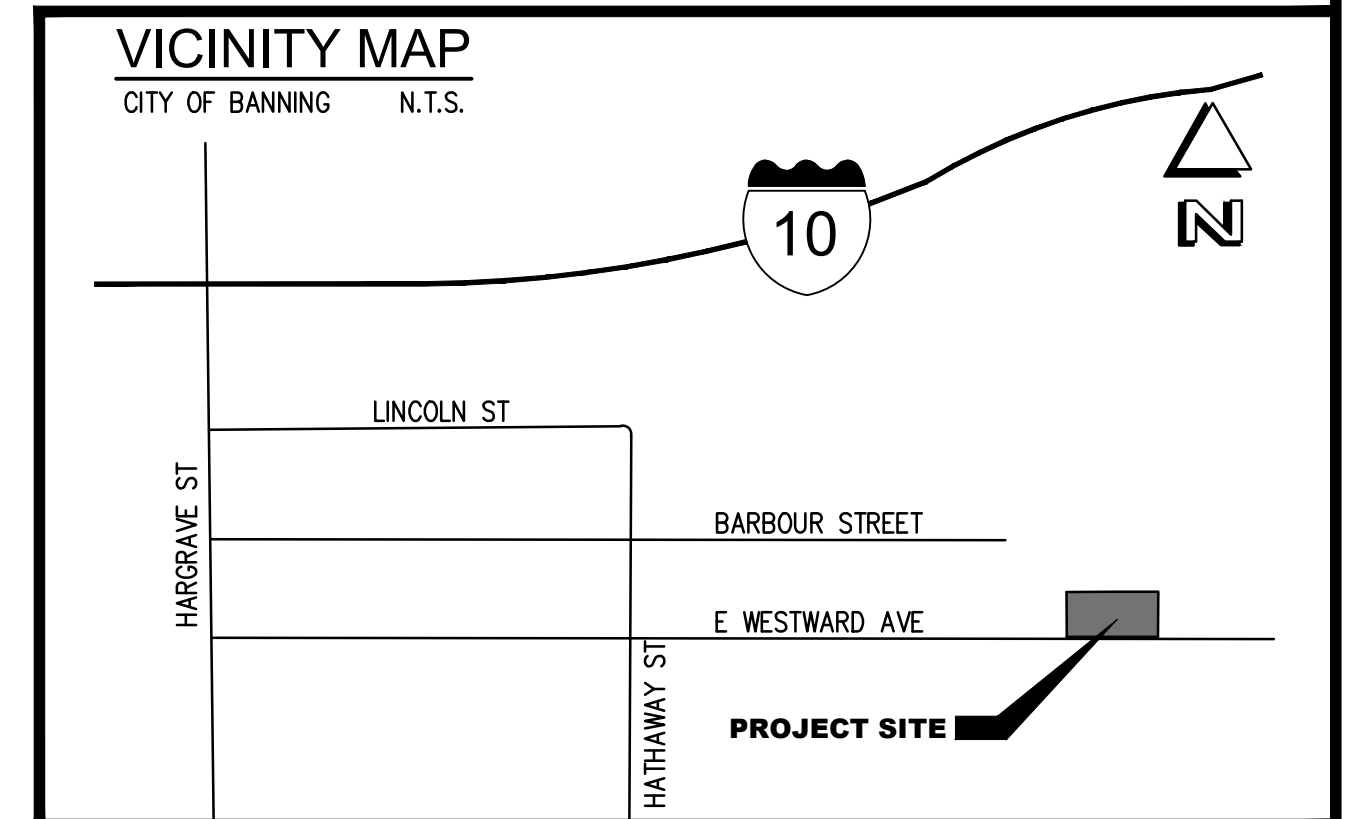 VICINITY MAP
CITY OF BANNING N.T.S.
10
N
LINCOLN ST
HARGRAVE ST
BARBOUR STREET
E WESTWARD AVE
HATHAWAY ST
PROJECT SITE